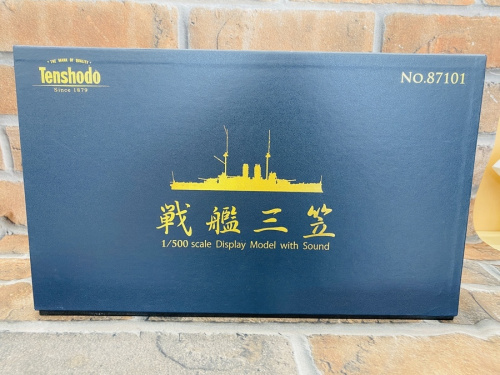 · THE MARK OF QUALITY ·
Tenshodo
Since 1879
No.87101
戦艦三笠
1/500 scale Display Model with Sound